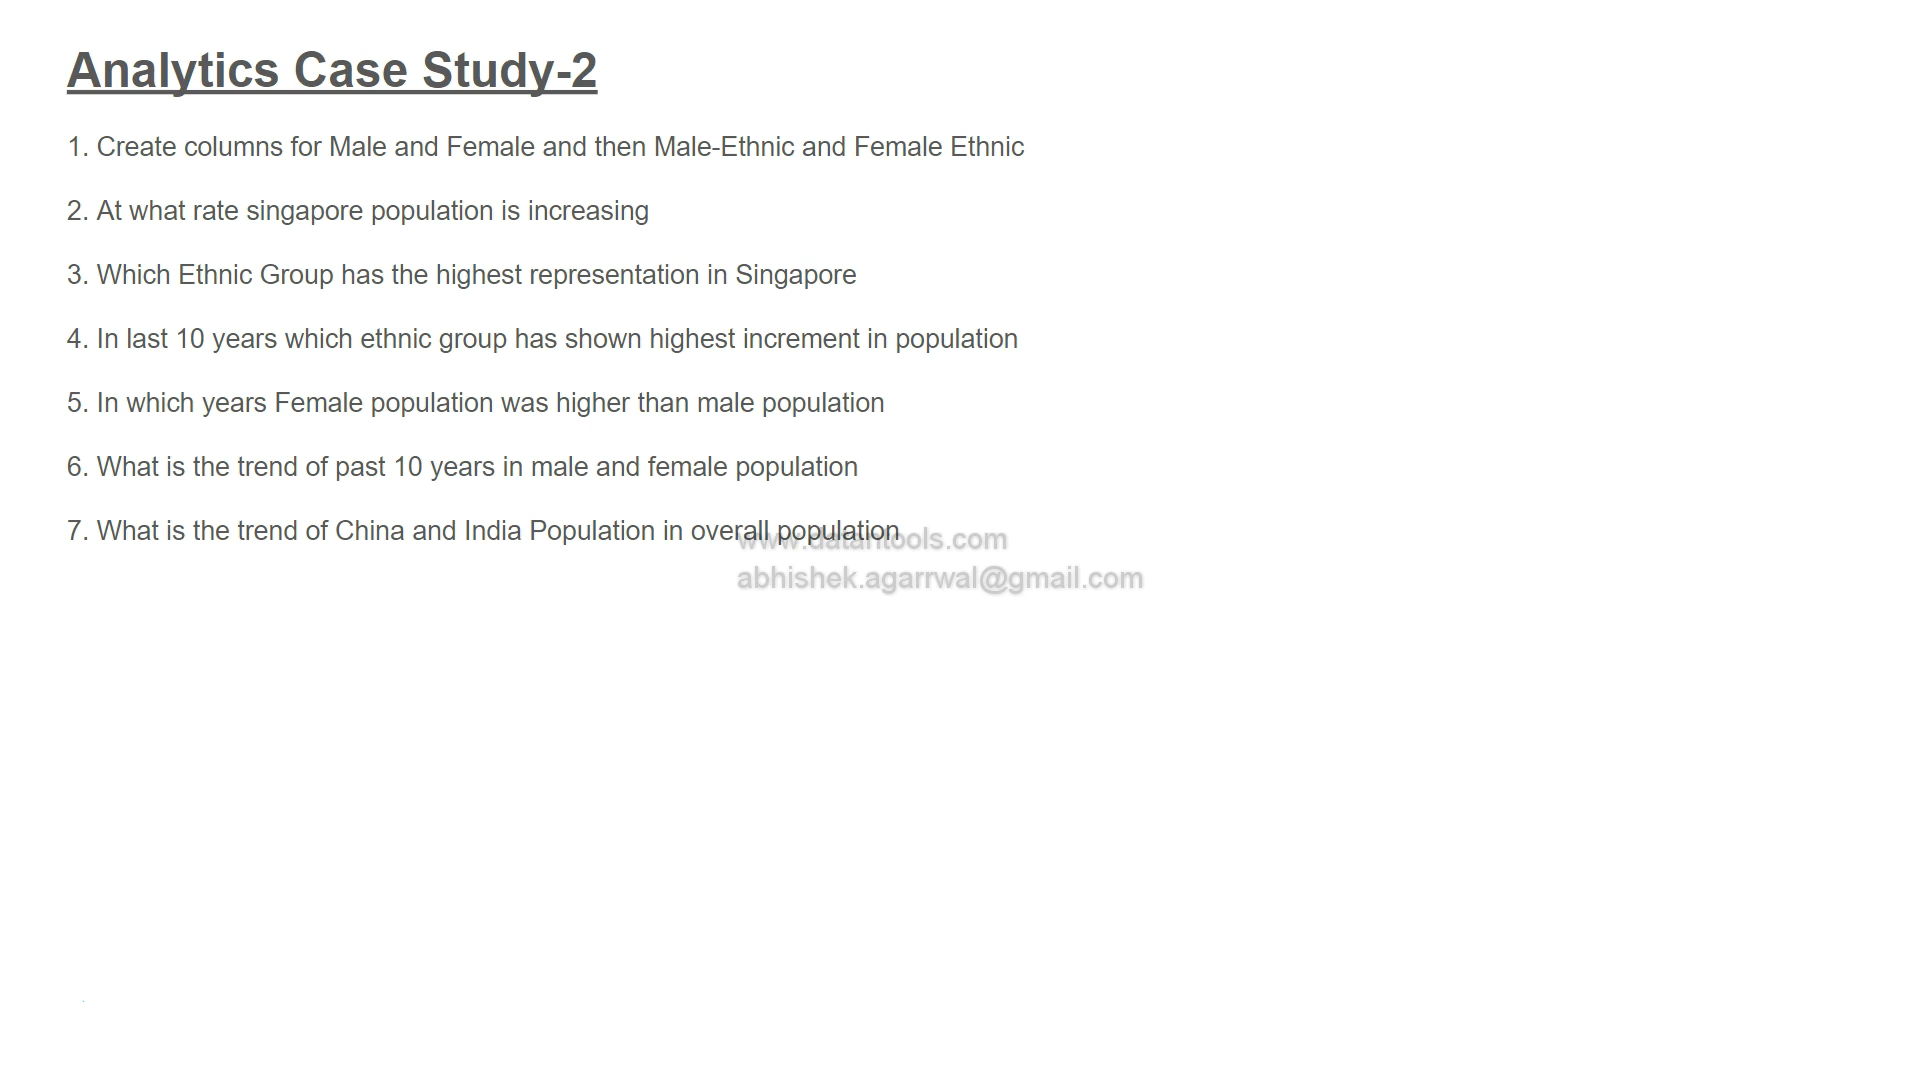 Analytics Case Study-2
1. Create columns for Male and Female and then Male-Ethnic and Female Ethnic
2. At what rate singapore population is increasing
3. Which Ethnic Group has the highest representation in Singapore
4. In last 10 years which ethnic group has shown highest increment in population
5. In which years Female population was higher than male population
6. What is the trend of past 10 years in male and female population
7. What is the trend of China and India Population in overall population
www.datantools.com
abhishek.agarrwal@gmail.com